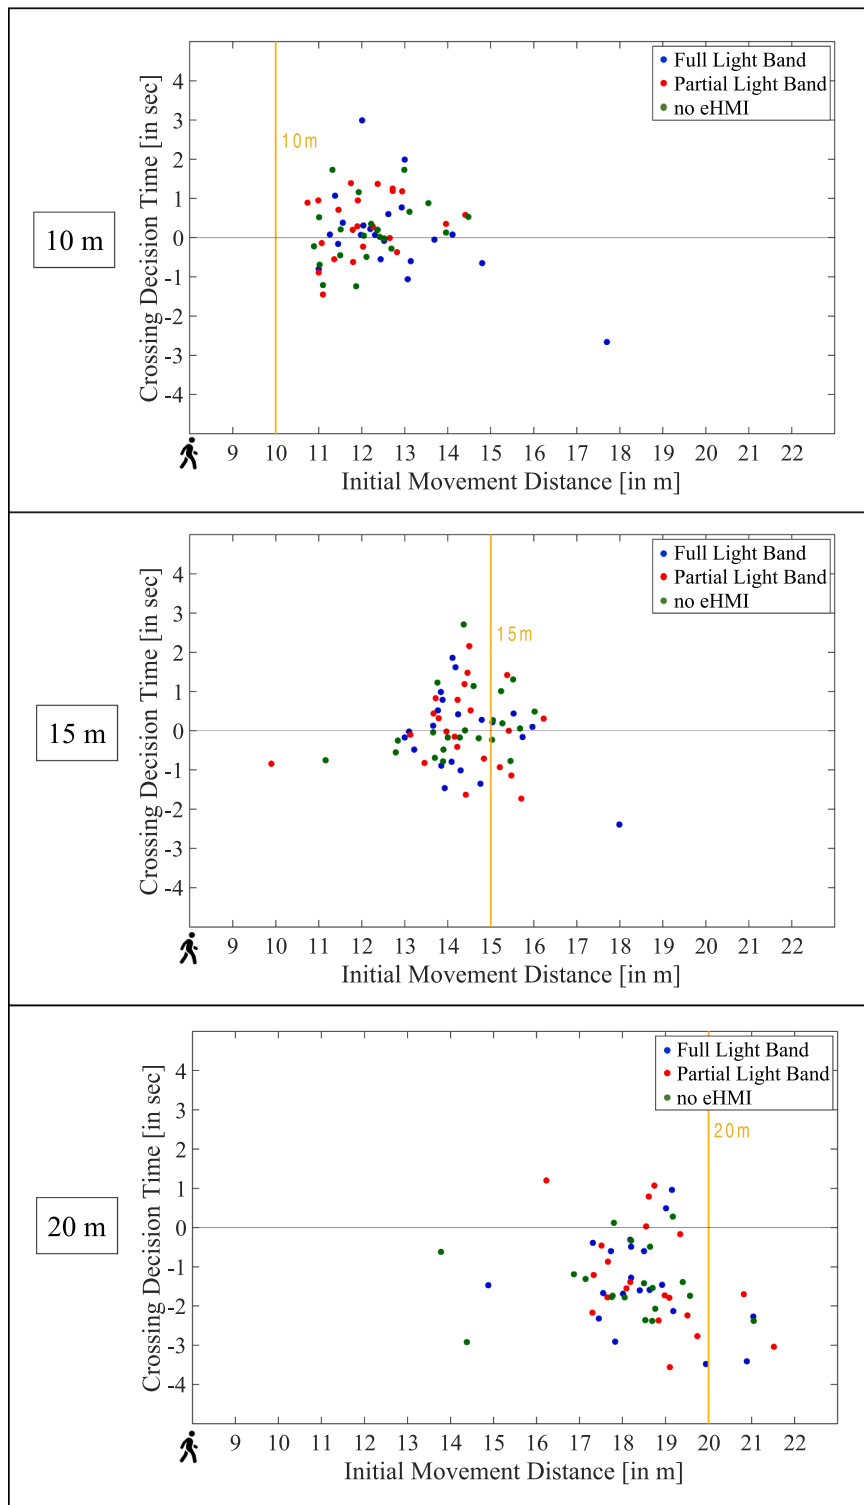 10 m
Crossing Decision Time [in sec]
4
3
2
1
0
-1
-2
-3
-4
10m
Full Light Band
Partial Light Band
no eHMI
9 10 11 12 13 14 15 16 17 18 19 20 21 22
Initial Movement Distance [in m]
15 m
Crossing Decision Time [in sec]
4
3
2
1
0
-1
-2
-3
-4
15m
Full Light Band
Partial Light Band
no eHMI
9 10 11 12 13 14 15 16 17 18 19 20 21 22
Initial Movement Distance [in m]
20 m
Crossing Decision Time [in sec]
4
3
2
1
0
-1
-2
-3
-4
Full Light Band
Partial Light Band
no eHMI
20m
9 10 11 12 13 14 15 16 17 18 19 20 21 22
Initial Movement Distance [in m]